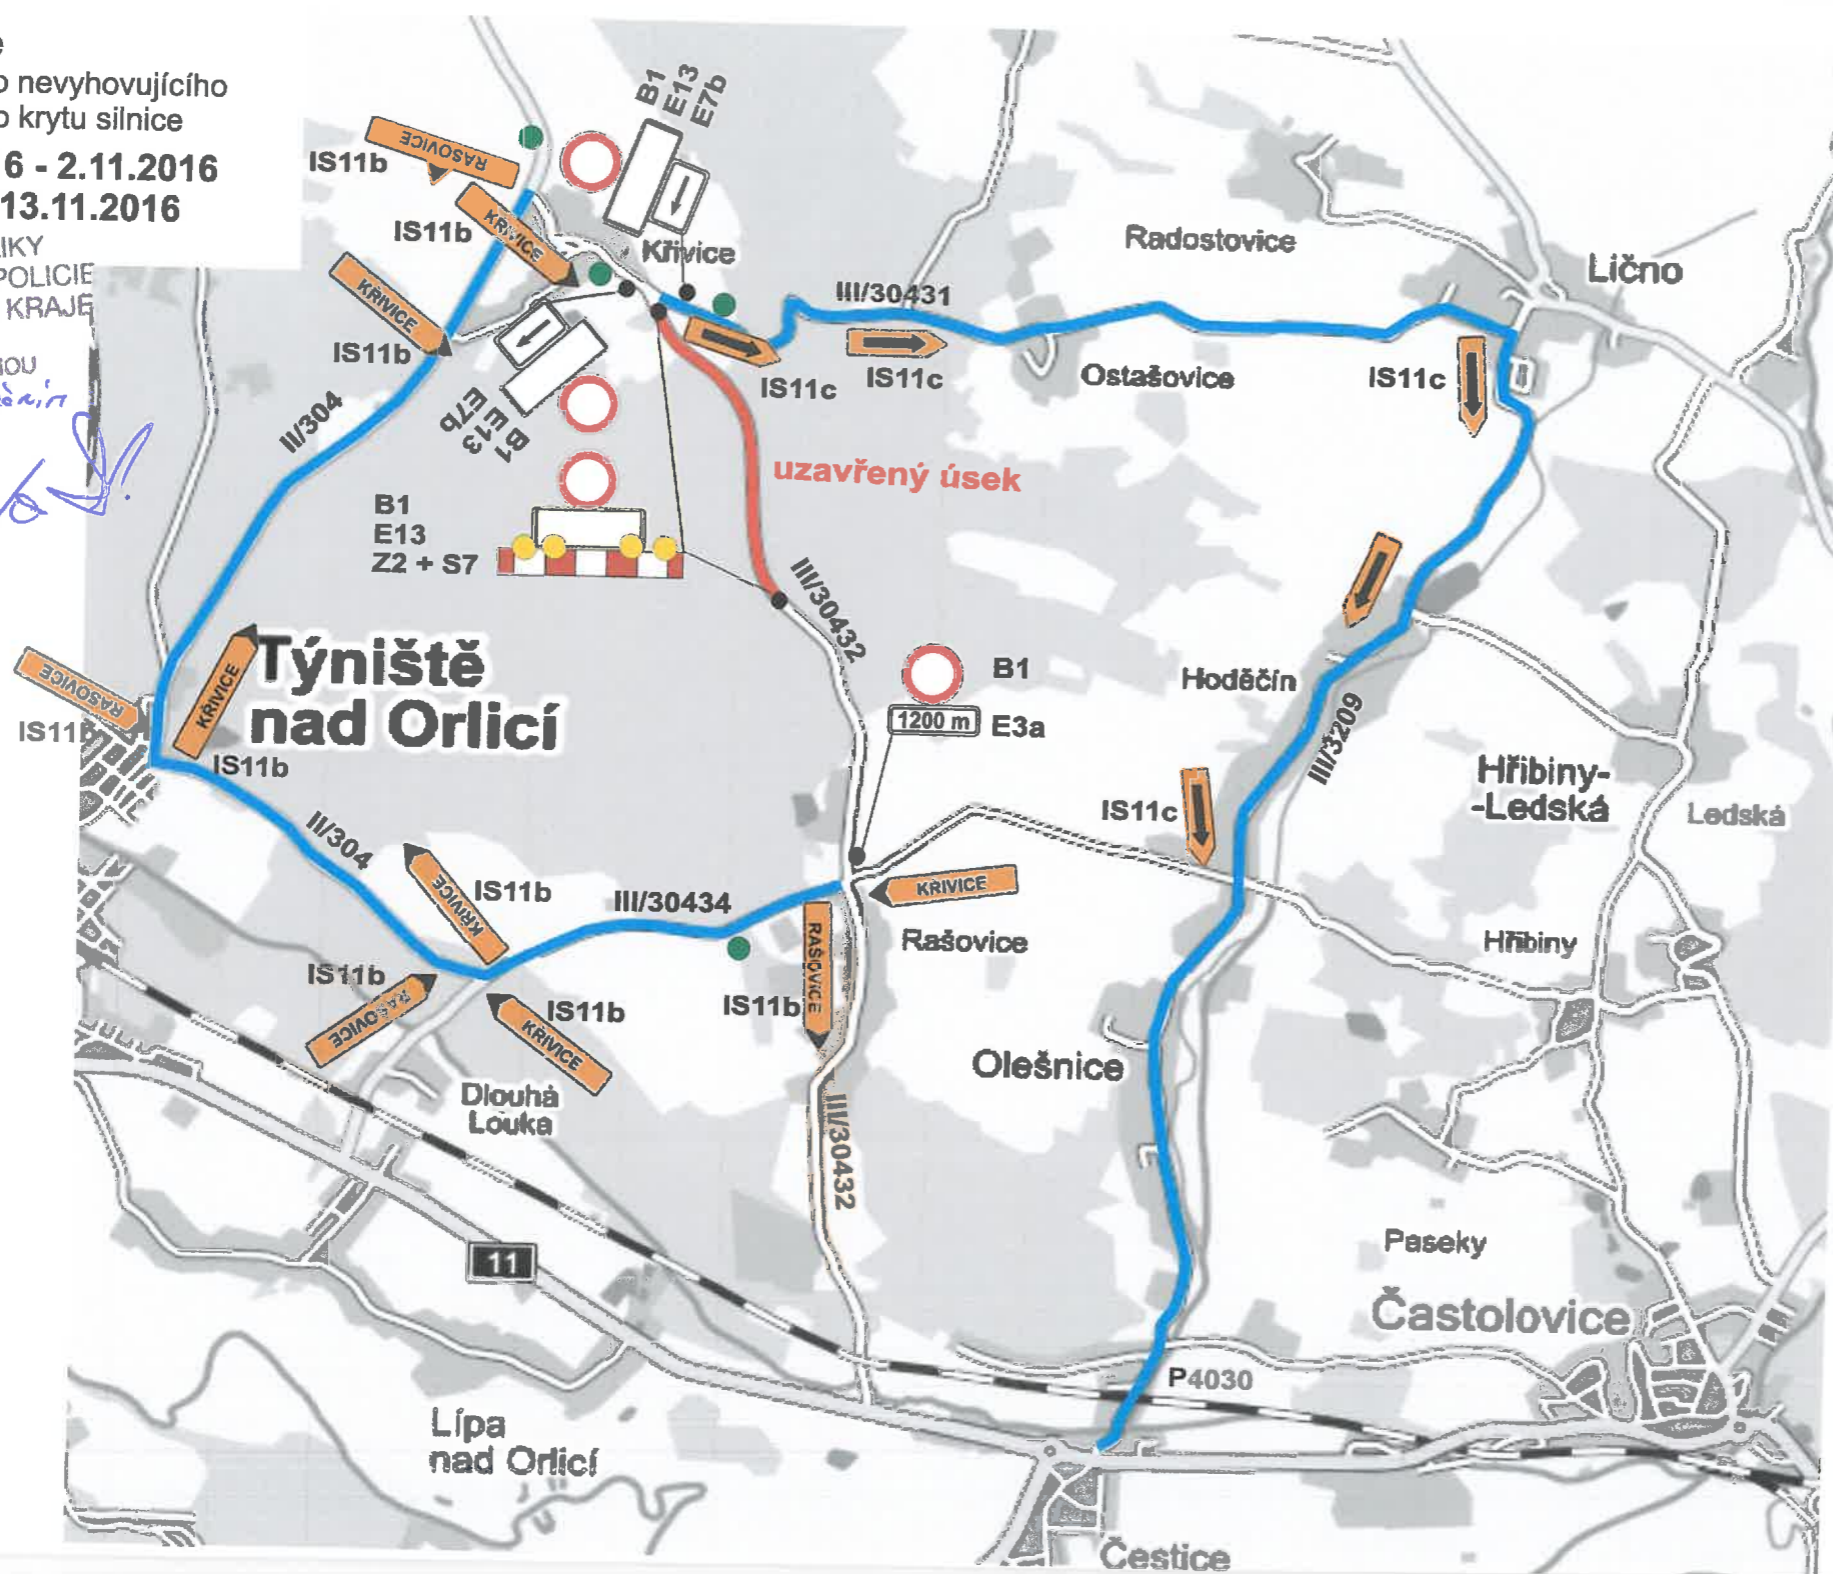 o nevyhovujícího
o krytu silnice
6 - 2.11.2016
13.11.2016
IKY
POLICIE
KRAJE
OU
RAŠOVICE
IS11b
KŘIVICE
IS11b
KŘIVICE
IS11b
B1
E13
E7b
Křivice
III/30431
Radostovice
Lično
IS11c
IS11c
Ostašovice
IS11c
II/304
B1
E13
E7b
uzavřený úsek
B1
E13
Z2 + S7
III/30432
Týniště
nad Orlicí
RAŠOVICE
IS11b
KŘIVICE
IS11b
B1
1200 m
E3a
Hoděčín
III/3209
Hřibiny-
-Ledská
Ledská
IS11c
II/304
KŘIVICE
IS11b
III/30434
KŘIVICE
Rašovice
RAŠOVICE
IS11b
Hřibiny
IS11b
RAŠOVICE
IS11b
KŘIVICE
Olešnice
Dlouhá
Louka
III/30432
11
Paseky
Častolovice
P4030
Lípa
nad Orlicí
Čestice